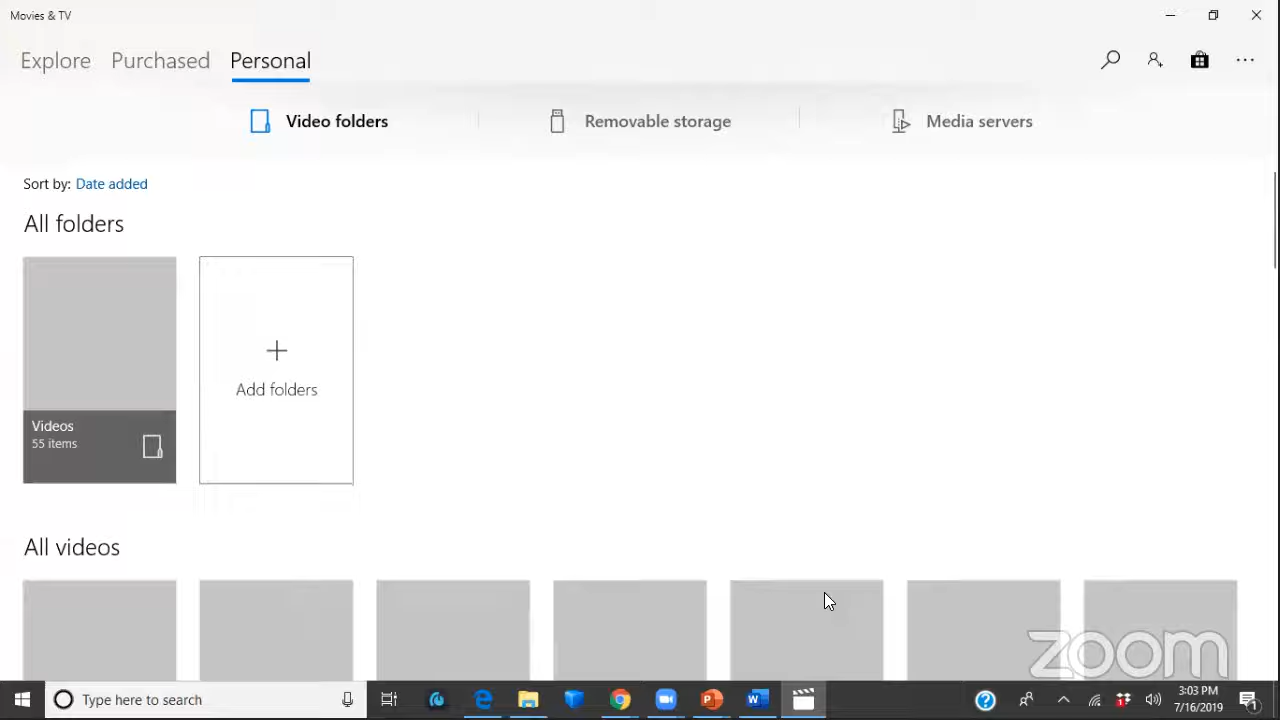 Movies & TV
Explore Purchased Personal
Video folders Removable storage Media servers
Sort by: Date added
All folders
Videos
55 items
Add folders
All videos
zoom
Type here to search
3:03 PM
7/16/2019
1